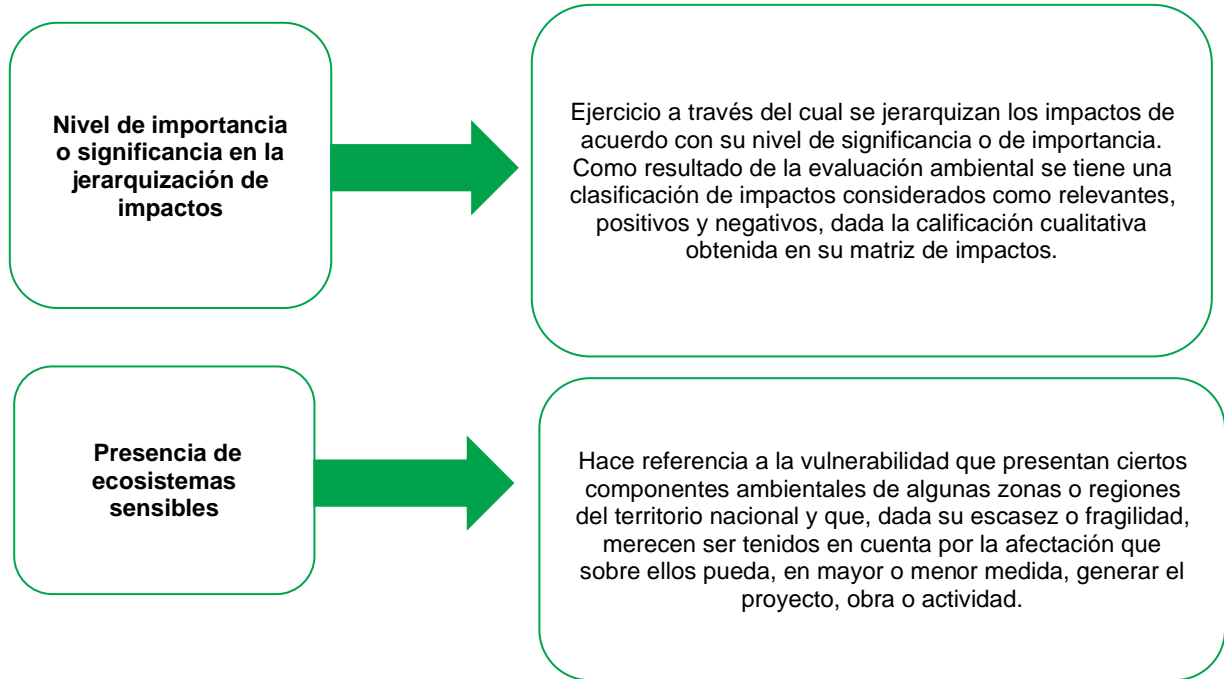 Nivel de importancia
o significancia en la
jerarquización de
impactos
Ejercicio a través del cual se jerarquizan los impactos de
acuerdo con su nivel de significancia o de importancia.
Como resultado de la evaluación ambiental se tiene una
clasificación de impactos considerados como relevantes,
positivos y negativos, dada la calificación cualitativa
obtenida en su matriz de impactos.
Presencia de
ecosistemas
sensibles
Hace referencia a la vulnerabilidad que presentan ciertos
componentes ambientales de algunas zonas o regiones
del territorio nacional y que, dada su escasez o fragilidad,
merecen ser tenidos en cuenta por la afectación que
sobre ellos pueda, en mayor o menor medida, generar el
proyecto, obra o actividad.